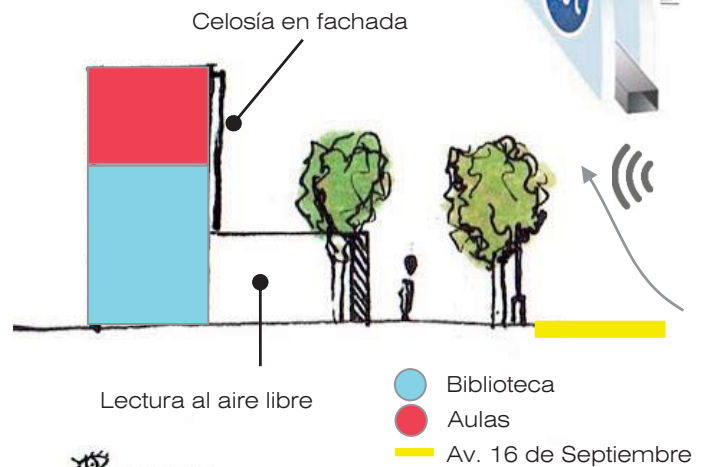 Celosía en fachada
Lectura al aire libre
Biblioteca
Aulas
Av. 16 de Septiembre